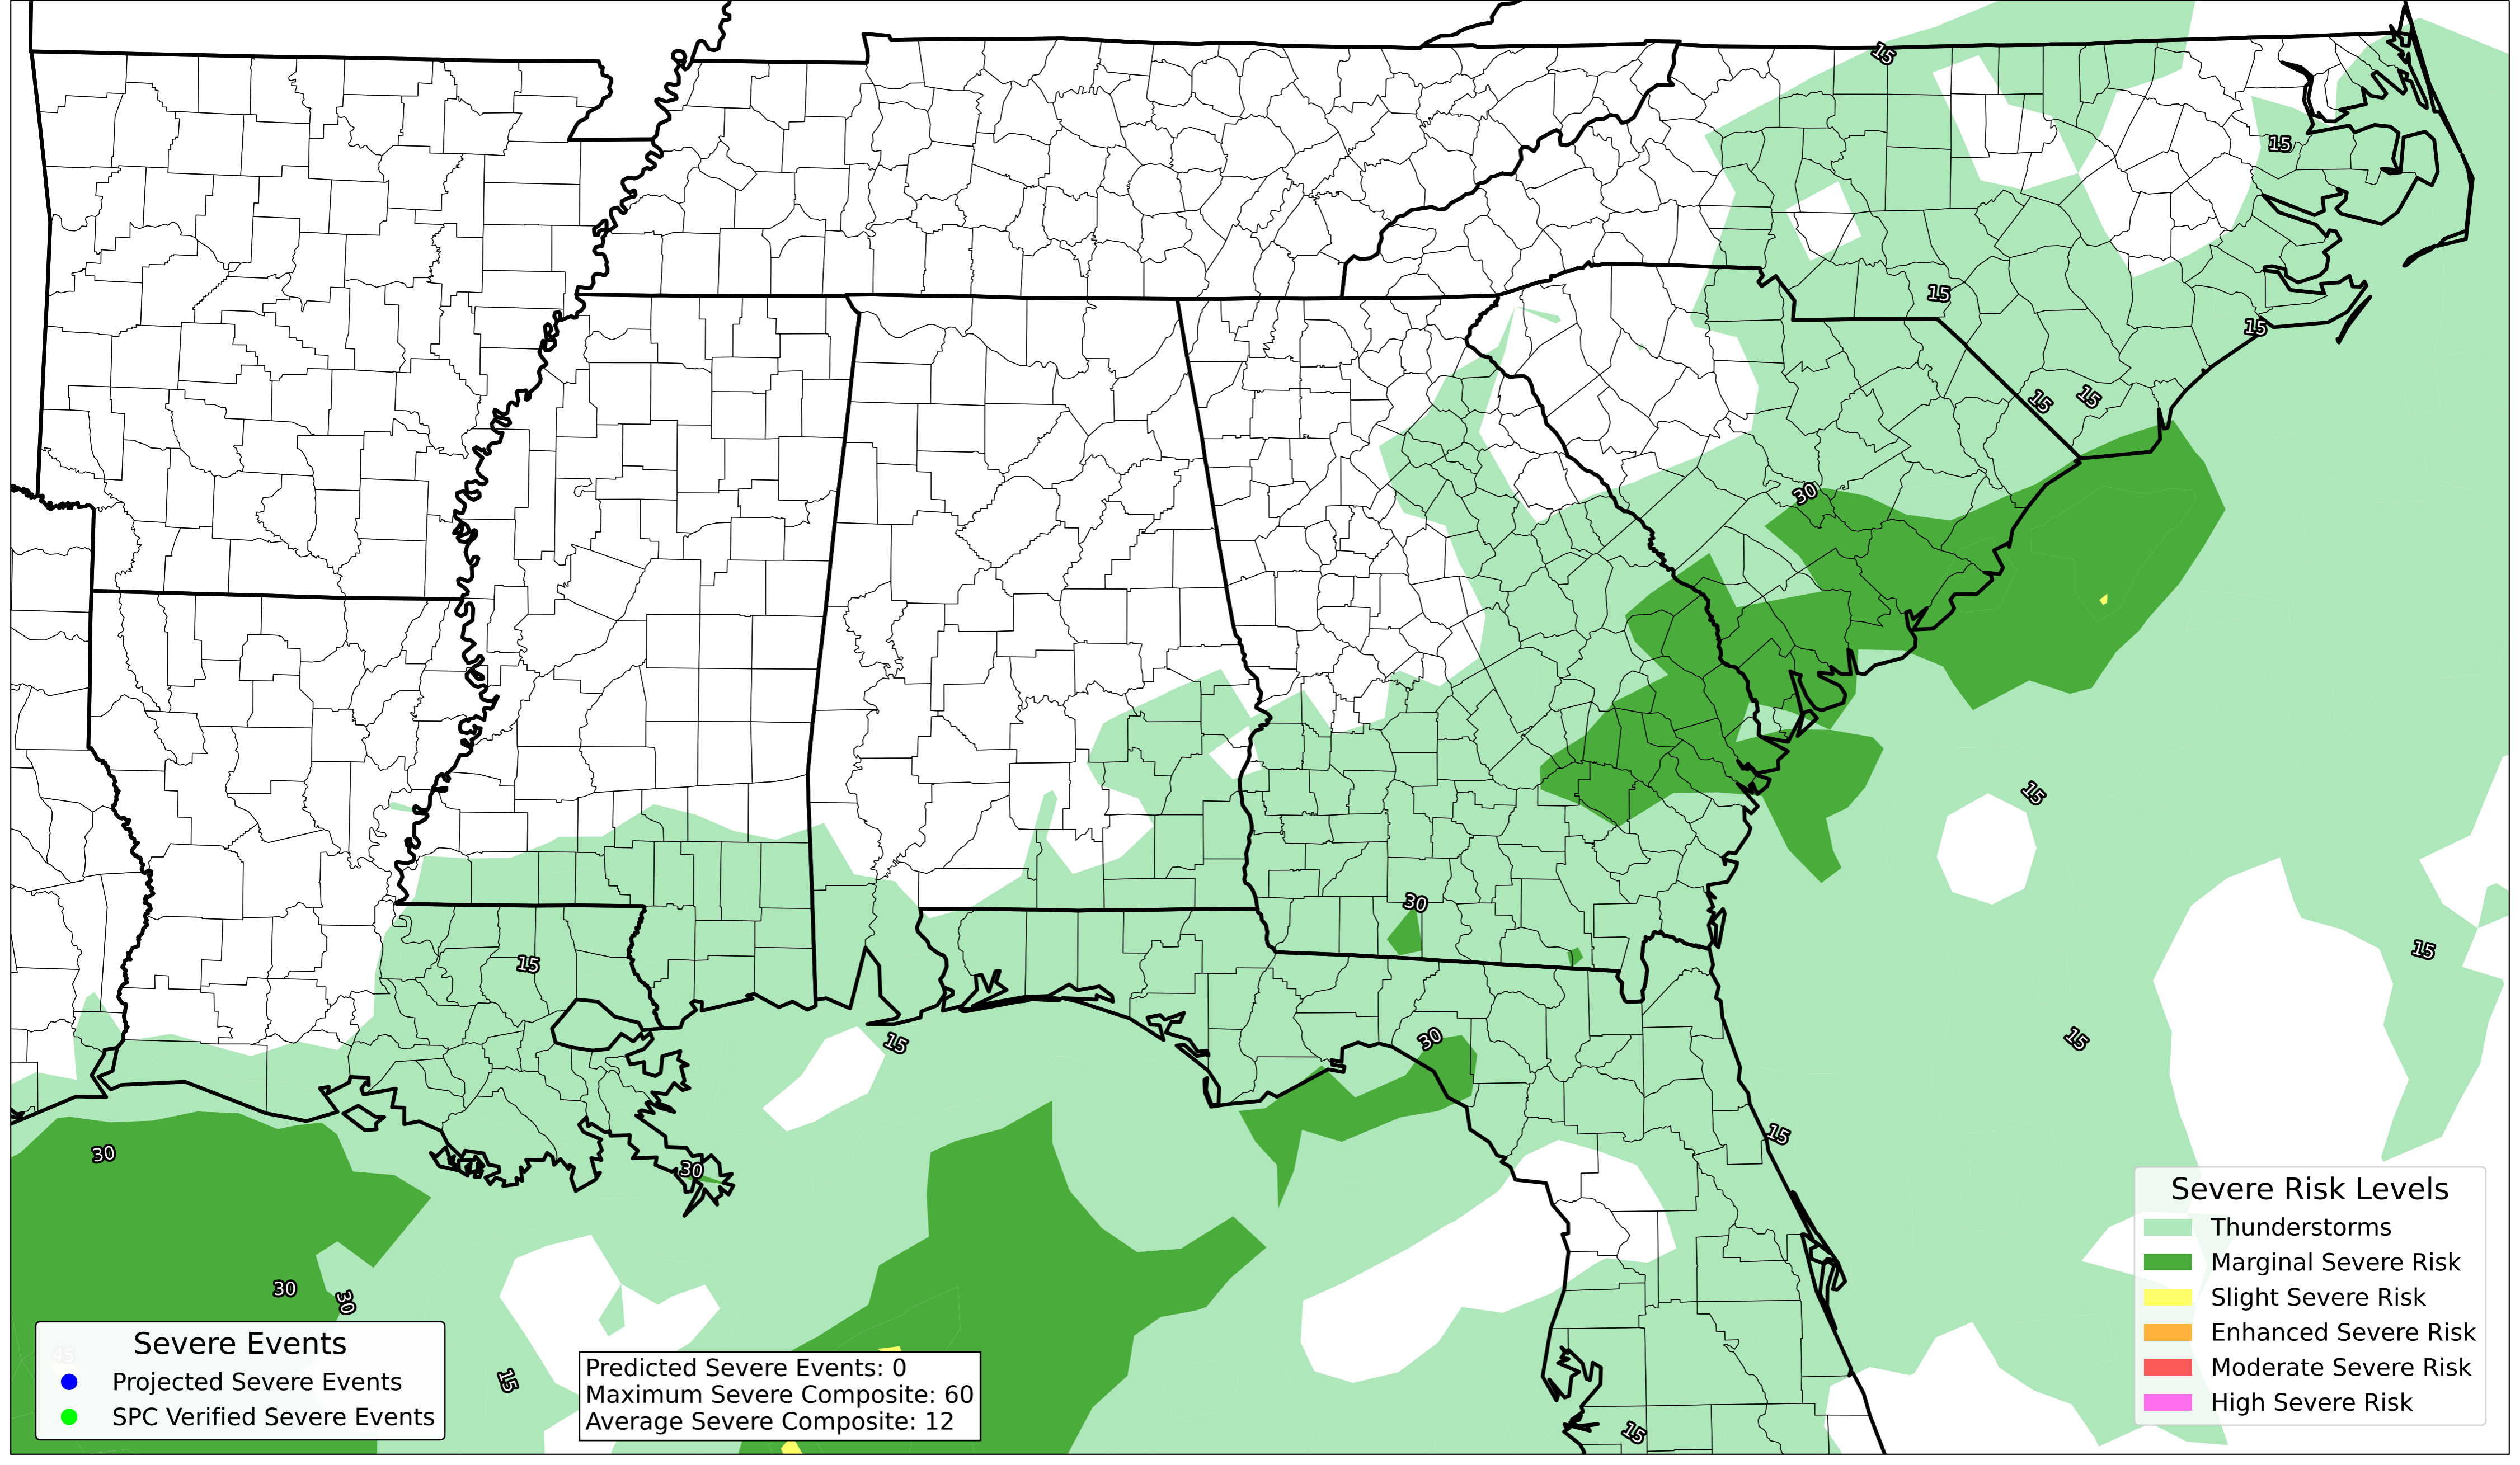 15
15
15
15
15
15
30
15
30
15
15
30
15
15
30
15
30
30
30
45
15
15
Severe Events
Projected Severe Events
SPC Verified Severe Events
Predicted Severe Events: 0
Maximum Severe Composite: 60
Average Severe Composite: 12
Severe Risk Levels
Thunderstorms
Marginal Severe Risk
Slight Severe Risk
Enhanced Severe Risk
Moderate Severe Risk
High Severe Risk